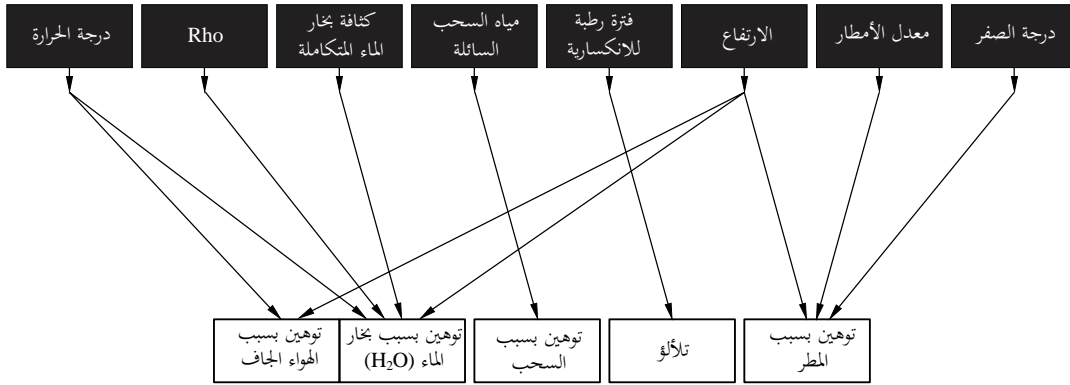 درجة الصفر
معدل الأمطار
الارتفاع
فترة رطبة
للانكسارية
مياه السحب
السائلة
كثافة بخار
الماء المتكاملة
Rho
درجة الحرارة
توهين بسبب
المطر
تلألؤ
توهين بسبب
السحب
توهين بسبب بخار
الماء (H₂O)
توهين بسبب
الهواء الجاف